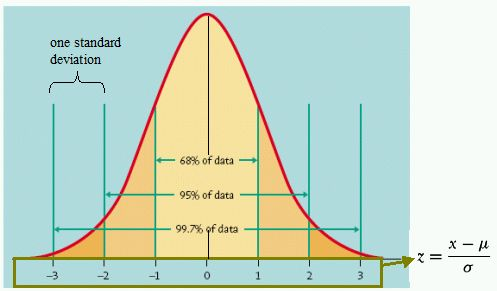 one standard
deviation
68% of data
95% of data
99.7% of data
−3 −2 −1 0 1 2 3
z = \frac{x − μ}{σ}